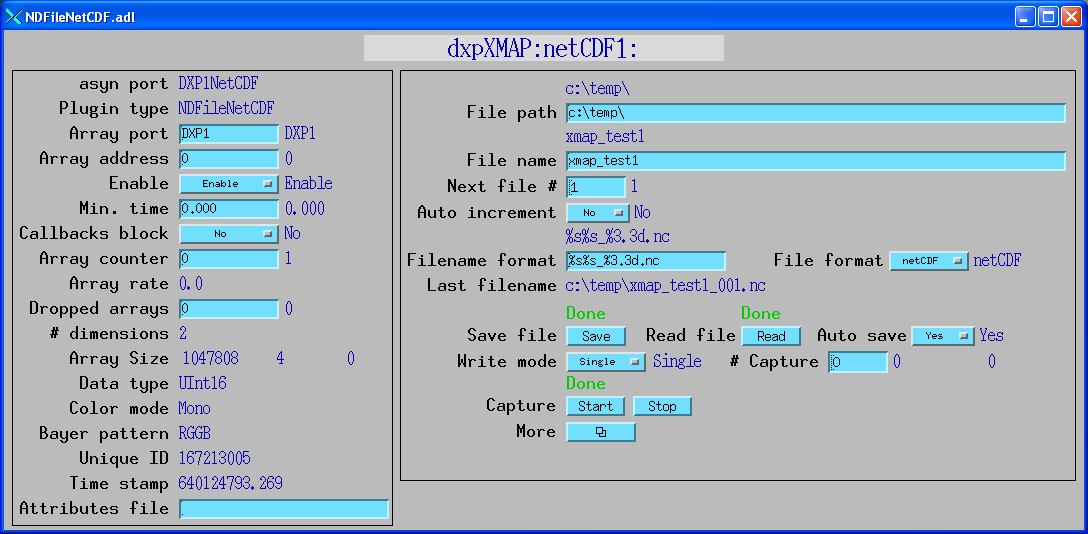 NDFileNetCDF.adl
dxpXMAP:netCDF1:
asyn port DXP1NetCDF
Plugin type NDFileNetCDF
Array port DXP1 DXP1
Array address 0 0
Enable Enable Enable
Min. time 0.000 0.000
Callbacks block No No
Array counter 0 1
Array rate 0.0
Dropped arrays 0 0
# dimensions 2
Array Size 1047808 4 0
Data type UInt16
Color mode Mono
Bayer pattern RGGB
Unique ID 167213005
Time stamp 640124793.269
Attributes file
c:\temp\
File path c:\temp\
xmap_test1
File name xmap_test1
Next file # 1 1
Auto increment No No
%s%s_%3.3d.nc
Filename format %s%s_%3.3d.nc File format netCDF netCDF
Last filename c:\temp\xmap_test1_001.nc
Done Done
Save file Save Read file Read Auto save Yes Yes
Write mode Single Single # Capture 0 0 0
Done
Capture Start Stop
More